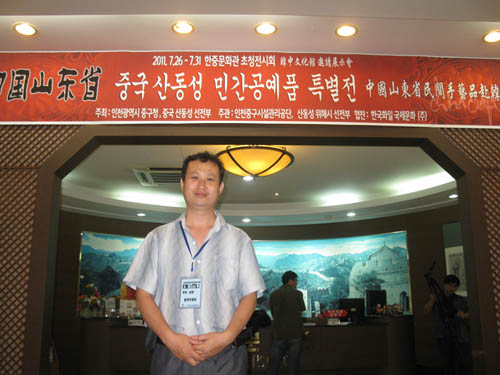 2011. 7.26 - 7.31 한중문화관 초청전시회 韓中文化館 邀請展示會
中国山东省 중국 산동성 민간공예품 특별전 中國山東省民間手藝品赴韓
주최 : 인천광역시 중구청, 중국 산동성 선전부 주관 : 인천중구시설관리공단, 산동성 위해시 선전부 협찬 : 한국화일 국제문화 (주)